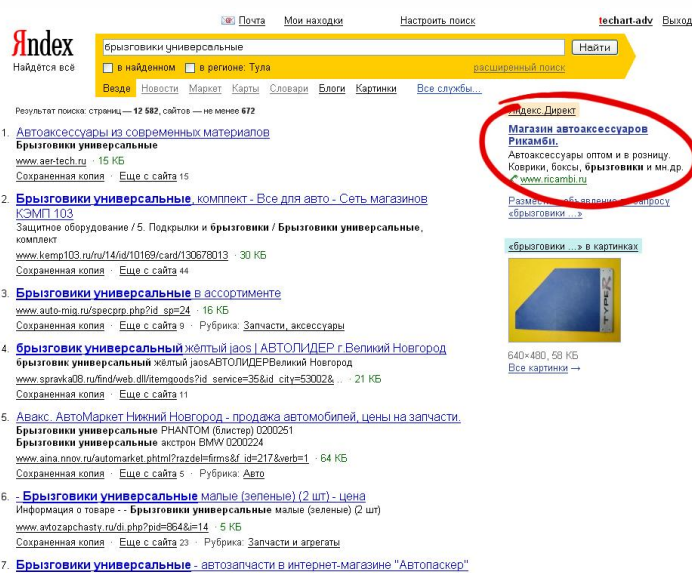 Почта Мои находки Настроить поиск techart-adv Выход
Яndex
Найдётся всё
брызговики универсальные Найти
в найденном в регионе: Тула расширенный поиск
Везде Новости Маркет Карты Словари Блоги Картинки Все службы...
Результат поиска: страниц — 12 582, сайтов — не менее 672
1. Автоаксессуары из современных материалов
Брызговики универсальные
www.aer-tech.ru · 15 КБ
Сохраненная копия · Еще с сайта 15
2. Брызговики универсальные, комплект - Все для авто - Сеть магазинов
КЭМП 103
Защитное оборудование / 5. Подкрылки и брызговики / Брызговики универсальные,
комплект
www.kemp103.ru/ru/14/id/10169/card/130678013 · 30 КБ
Сохраненная копия · Еще с сайта 44
3. Брызговики универсальные в ассортименте
www.auto-mig.ru/specprp.php?id_sp=24 · 16 КБ
Сохраненная копия · Еще с сайта 9 · Рубрика: Запчасти, аксессуары
4. брызговик универсальный жёлтый jaos | АВТОЛИДЕР г.Великий Новгород
брызговик универсальный жёлтый jaosАВТОЛИДЕРВеликий Новгород
www.spravka08.ru/find/web.dll/itemgoods?id_service=35&id_city=53002& .. · 21 КБ
Сохраненная копия · Еще с сайта 11
5. Авакс. АвтоМаркет Нижний Новгород - продажа автомобилей, цены на запчасти.
Брызговики универсальные PHANTOM (блистер) 0200251
Брызговики универсальные акстрон BMW 0200224
www.aina.nnov.ru/automarket.phtml?razdel=firms&f_id=217&verb=1 · 64 КБ
Сохраненная копия · Еще с сайта 5 · Рубрика: Авто
6. - Брызговики универсальные малые (зеленые) (2 шт) - цена
Информация о товаре - - Брызговики универсальные малые (зеленые) (2 шт)
www.avtozapchasty.ru/di.php?pid=864&i=14 · 5 КБ
Сохраненная копия · Еще с сайта 23 · Рубрика: Запчасти и агрегаты
7. Брызговики универсальные - автозапчасти в интернет-магазине "Автопаскер"
Яндекс.Директ
Магазин автоаксессуаров
Рикамби.
Автоаксессуары оптом и в розницу.
Коврики, боксы, брызговики и мн.др.
www.ricambi.ru
Разместить объявление по запросу
«брызговики ...»
«брызговики ...» в картинках
TYPER
640×480, 58 КБ
Все картинки →